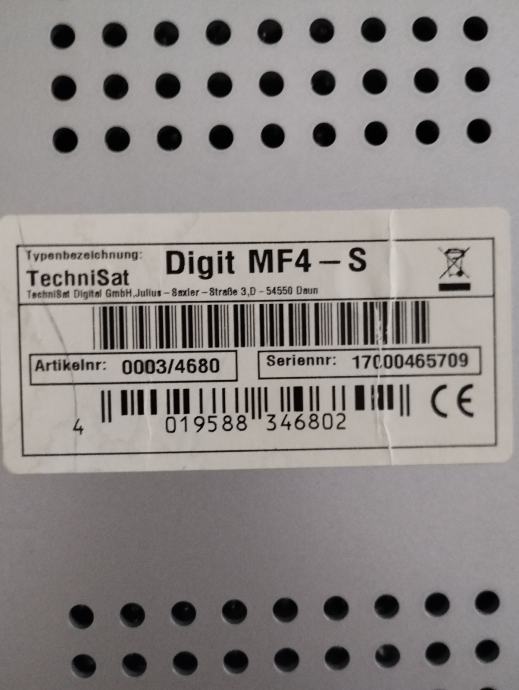 Typenbezeichnung:
TechniSat
Digit MF4 – S
TechniSat Digital GmbH, Julius – Saxler – Straße 3, D – 54550 Daun
Artikelnr: 0003/4680
Seriennr: 17000465709
4 019588 346802
CE